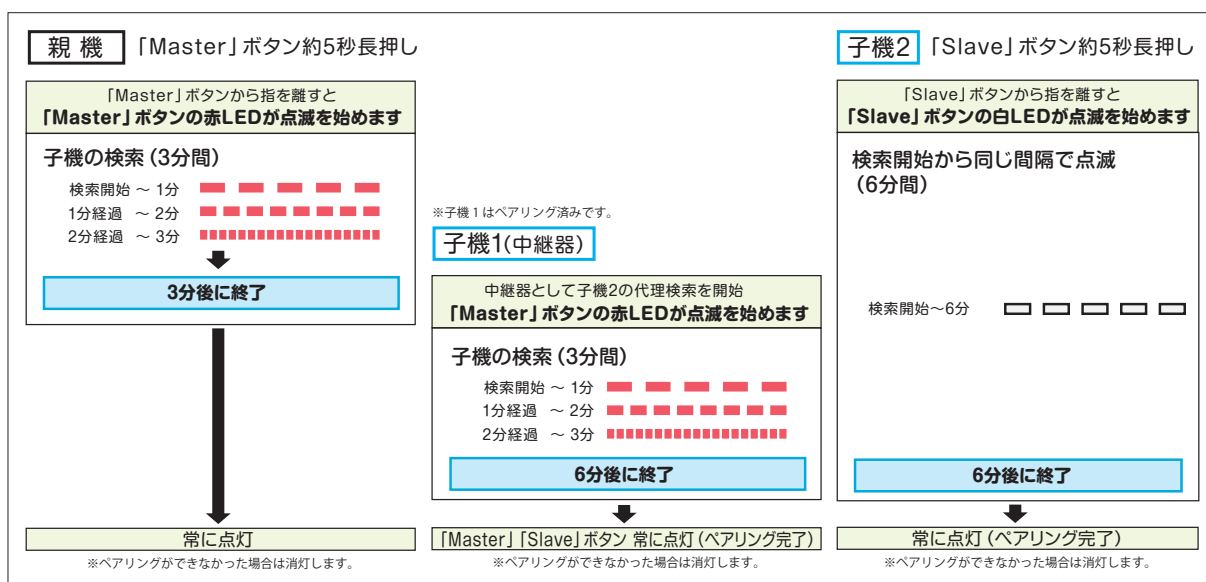 親機 「Master」ボタン約5秒長押し
「Master」ボタンから指を離すと
「Master」ボタンの赤LEDが点滅を始めます
子機の検索(3分間)
検索開始 ～ 1分
1分経過 ～ 2分
2分経過 ～ 3分
3分後に終了
常に点灯
※ペアリングができなかった場合は消灯します。
※子機1はペアリング済みです。
子機1(中継器)
中継器として子機2の代理検索を開始
「Master」ボタンの赤LEDが点滅を始めます
子機の検索(3分間)
検索開始 ～ 1分
1分経過 ～ 2分
2分経過 ～ 3分
6分後に終了
「Master」「Slave」ボタン 常に点灯(ペアリング完了)
※ペアリングができなかった場合は消灯します。
子機2 「Slave」ボタン約5秒長押し
「Slave」ボタンから指を離すと
「Slave」ボタンの白LEDが点滅を始めます
検索開始から同じ間隔で点滅
(6分間)
検索開始～6分
6分後に終了
常に点灯(ペアリング完了)
※ペアリングができなかった場合は消灯します。